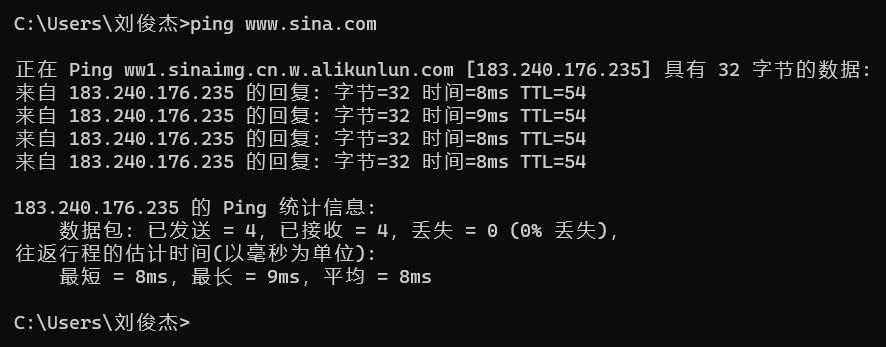 C:\Users\刘俊杰>ping www.sina.com
正在 Ping ww1.sinaimg.cn.w.alikunlun.com [183.240.176.235] 具有 32 字节的数据:
来自 183.240.176.235 的回复: 字节=32 时间=8ms TTL=54
来自 183.240.176.235 的回复: 字节=32 时间=9ms TTL=54
来自 183.240.176.235 的回复: 字节=32 时间=8ms TTL=54
来自 183.240.176.235 的回复: 字节=32 时间=8ms TTL=54
183.240.176.235 的 Ping 统计信息:
数据包: 已发送 = 4, 已接收 = 4, 丢失 = 0 (0% 丢失),
往返行程的估计时间(以毫秒为单位):
最短 = 8ms, 最长 = 9ms, 平均 = 8ms
C:\Users\刘俊杰>